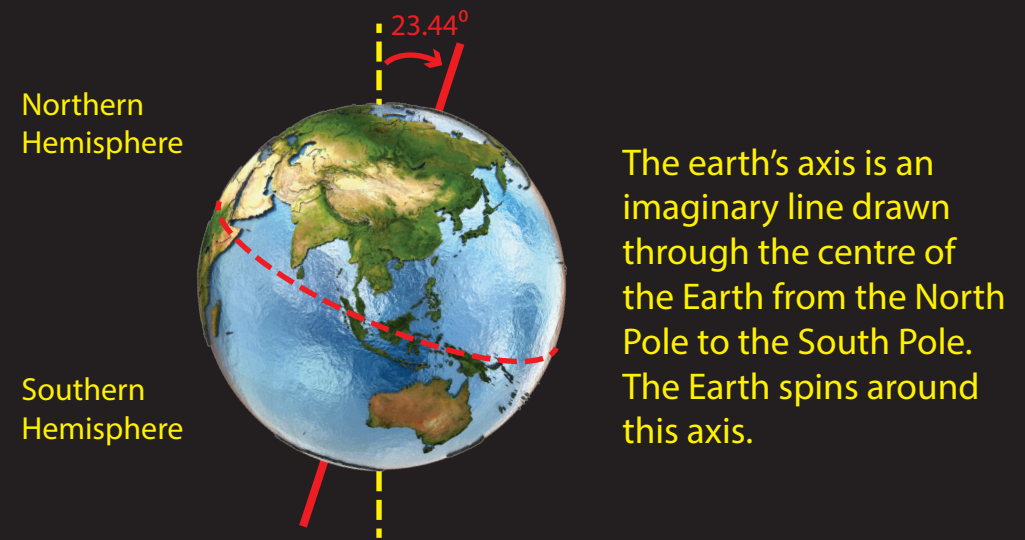 23.44⁰
Northern
Hemisphere
The earth's axis is an
imaginary line drawn
through the centre of
the Earth from the North
Pole to the South Pole.
The Earth spins around
this axis.
Southern
Hemisphere